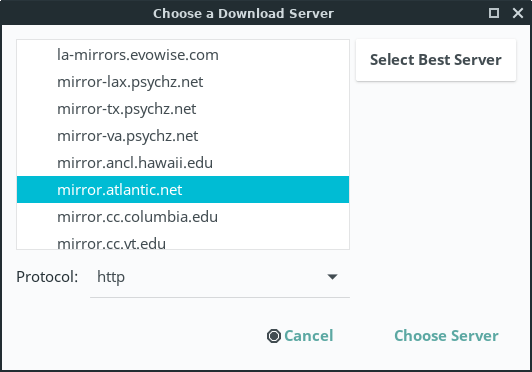 Choose a Download Server
la-mirrors.evowise.com
mirror-lax.psychz.net
mirror-tx.psychz.net
mirror-va.psychz.net
mirror.ancl.hawaii.edu
mirror.atlantic.net
mirror.cc.columbia.edu
mirror.cc.vt.edu
Select Best Server
Protocol: http
Cancel
Choose Server